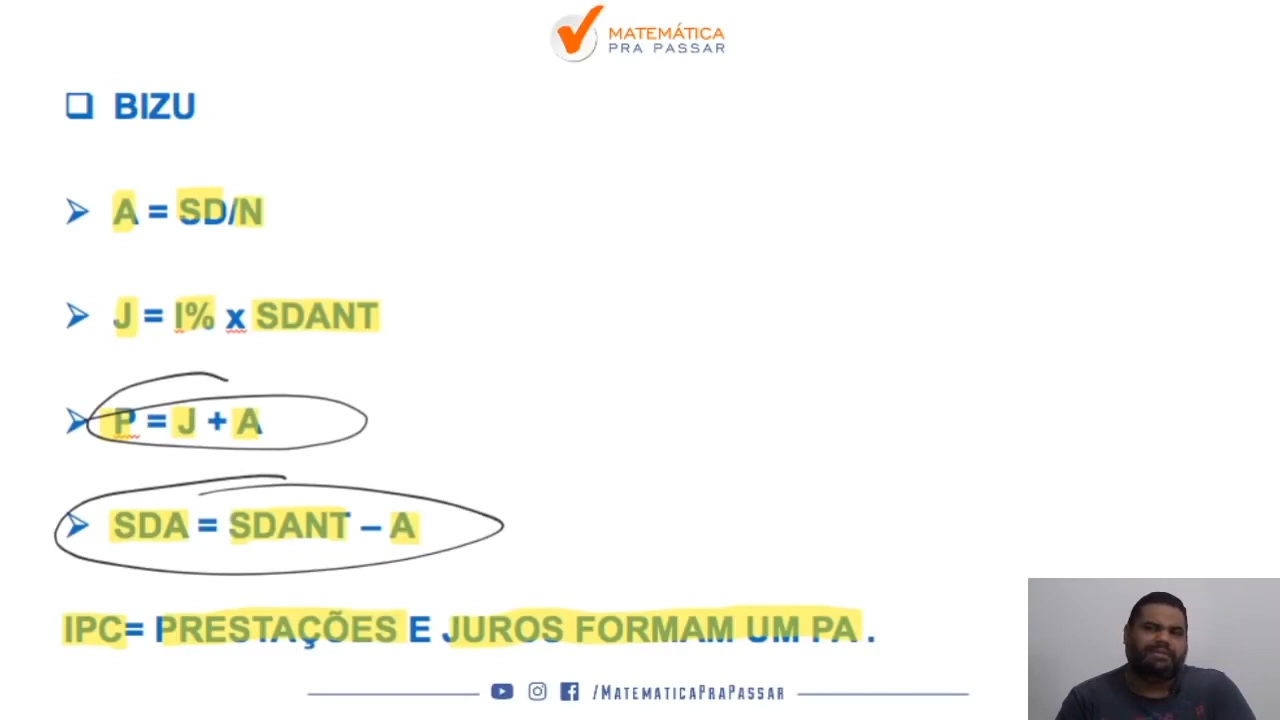 MATEMÁTICA
PRA PASSAR
BIZU
A = SD/N
J = I% x SDANT
P = J + A
SDA = SDANT – A
IPC= PRESTAÇÕES E JUROS FORMAM UM PA .
/MATEMATICAPRAPASSAR